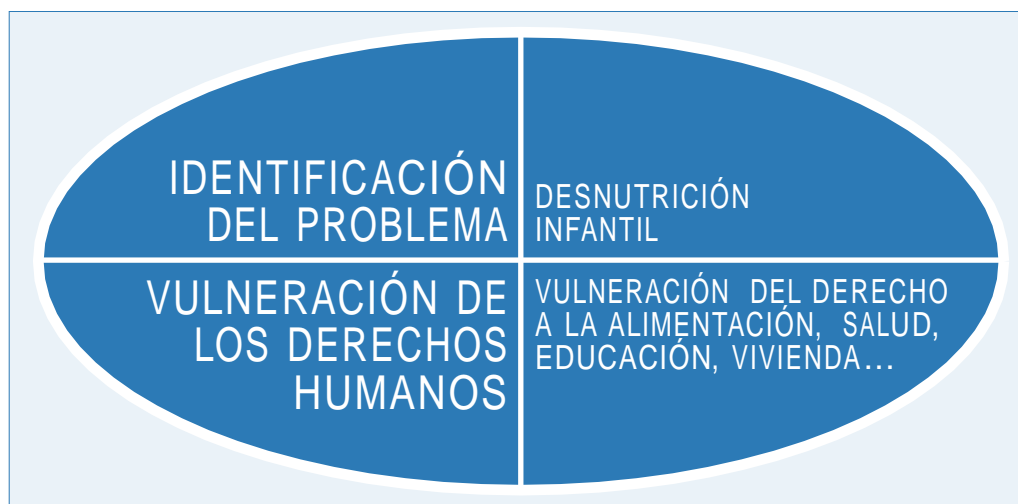 IDENTIFICACIÓN
DEL PROBLEMA
DESNUTRICIÓN
INFANTIL
VULNERACIÓN DE
LOS DERECHOS
HUMANOS
VULNERACIÓN DEL DERECHO
A LA ALIMENTACIÓN, SALUD,
EDUCACIÓN, VIVIENDA...